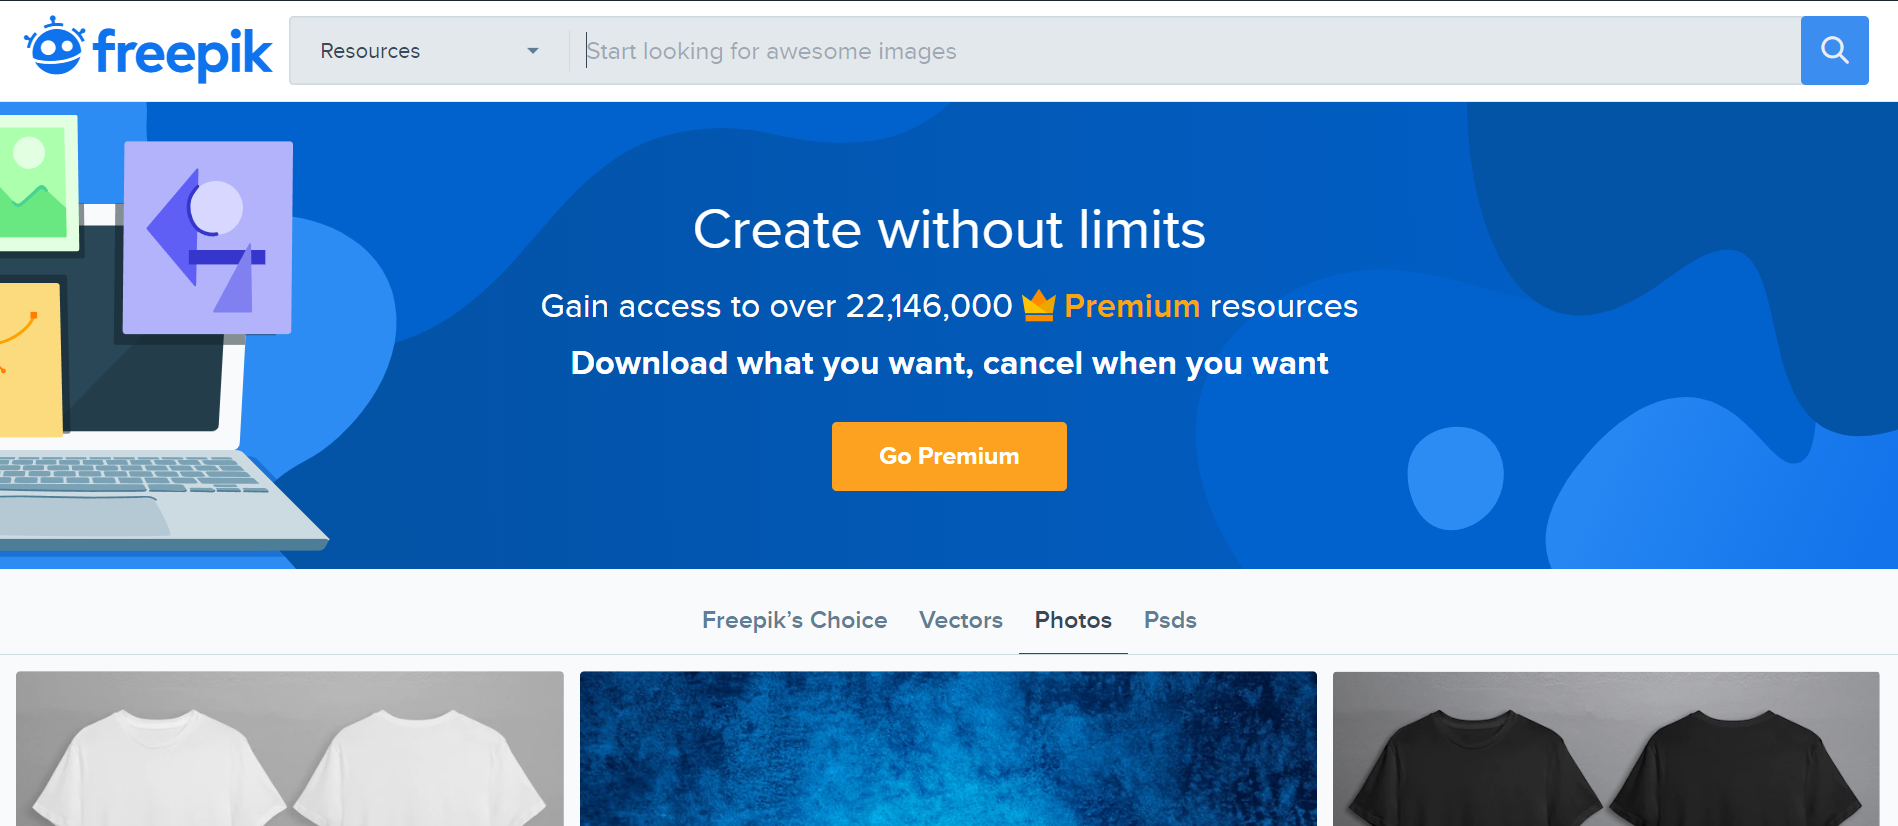 freepik
Resources
Start looking for awesome images
Create without limits
Gain access to over 22,146,000 Premium resources
Download what you want, cancel when you want
Go Premium
Freepik’s Choice Vectors Photos Psds